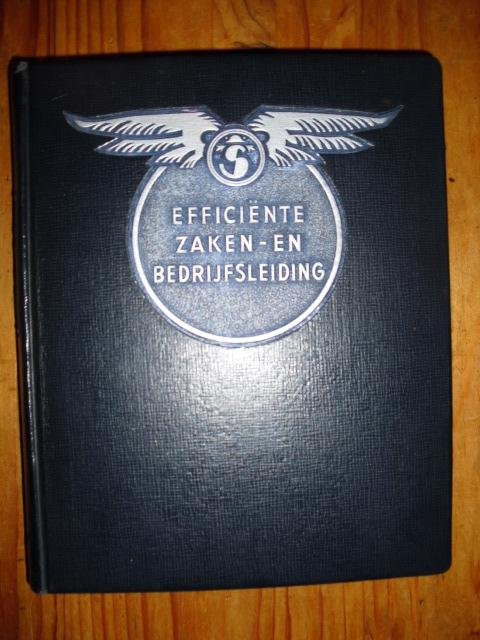 S
EFFICIËNTE
ZAKEN-EN
BEDRIJFSLEIDING